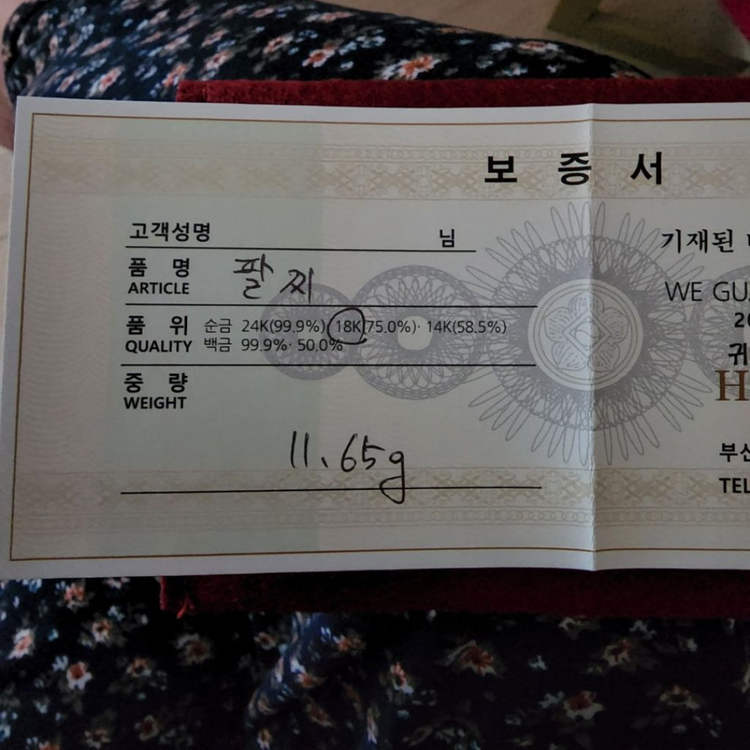 보 증 서
고객성명 님
품 명 팔찌
ARTICLE
품 위 순금 24K(99.9%)· 18K(75.0%)· 14K(58.5%)
QUALITY 백금 99.9%· 50.0%
중 량
WEIGHT
11.65g
기재된
WE GU
20
귀
H
부산
TEL